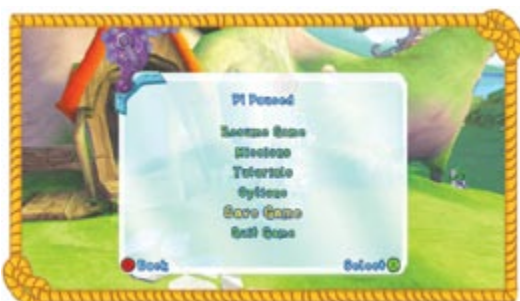 P1 Paused
Resume Game
Missions
Tutorials
Options
Save Game
Quit Game
Back
Select